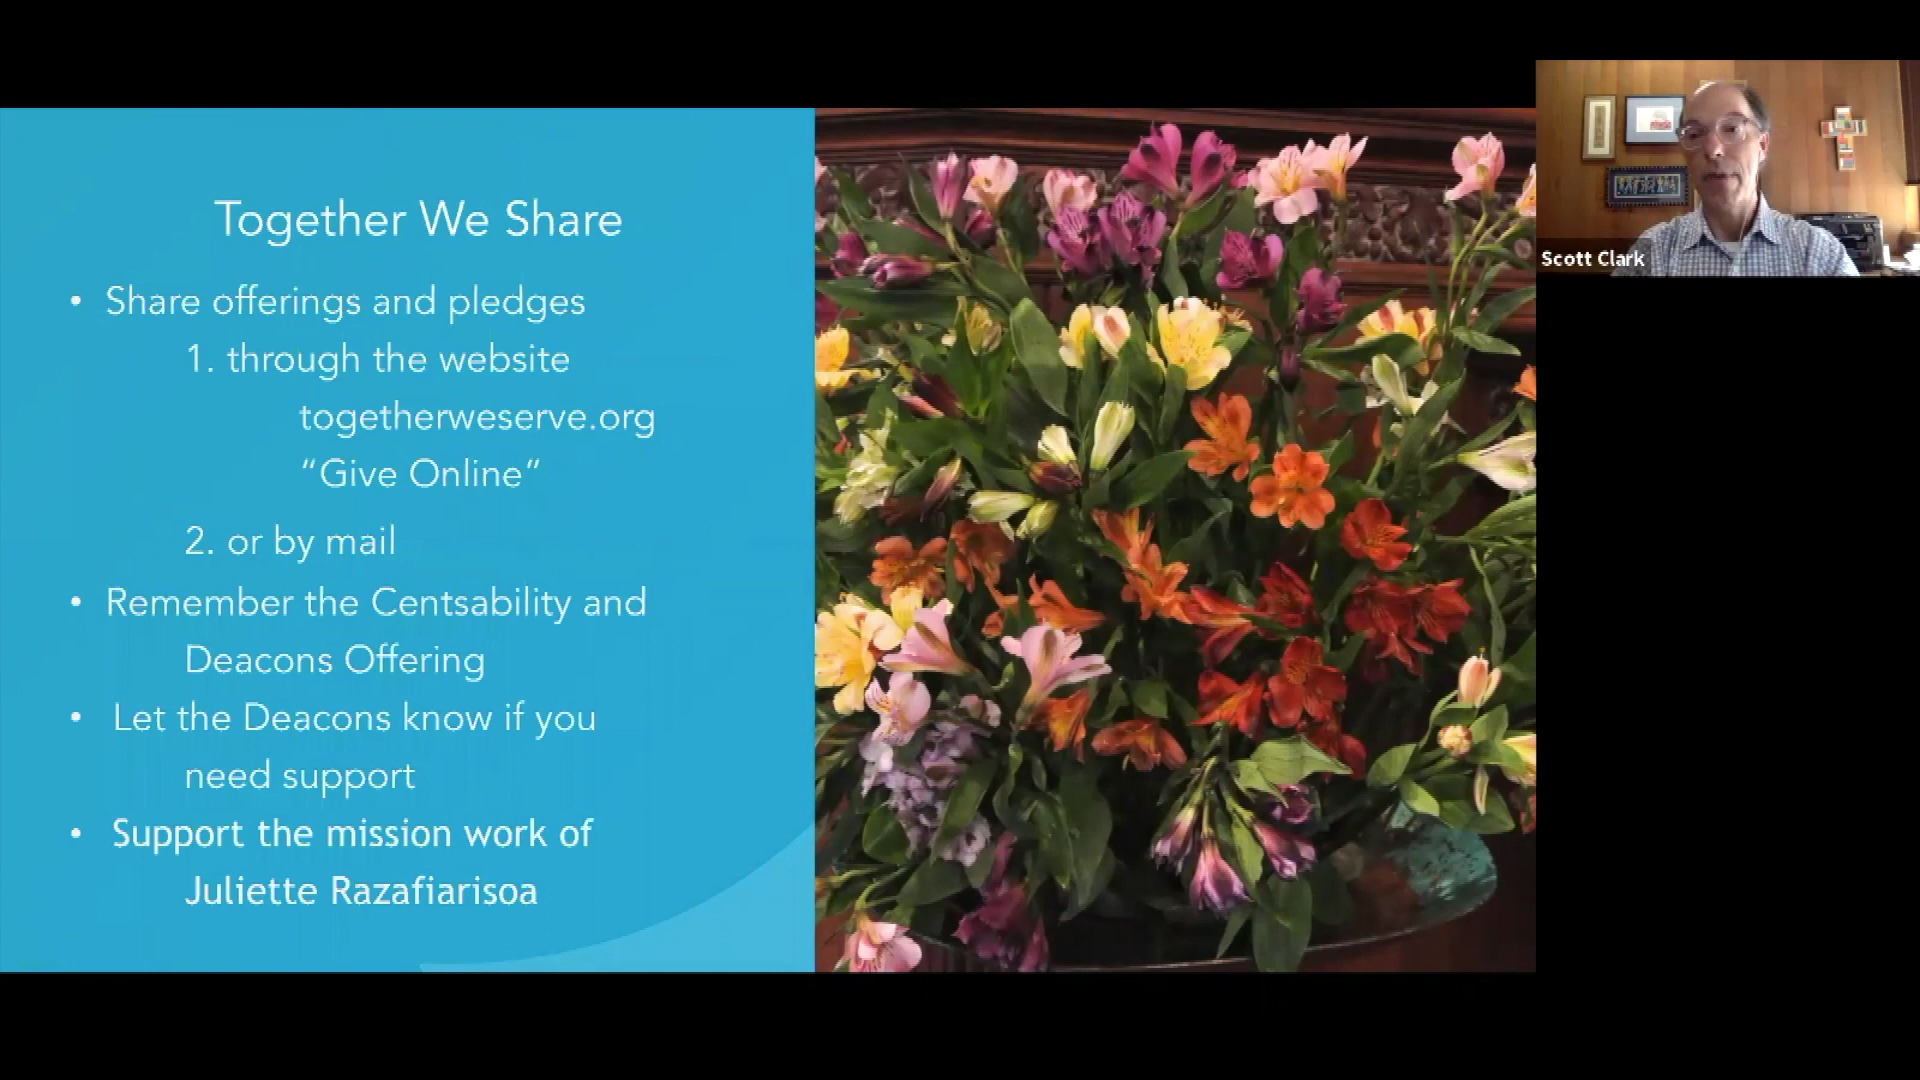 Together We Share
• Share offerings and pledges
1. through the website
togetherweserve.org
“Give Online”
2. or by mail
• Remember the Centsability and
Deacons Offering
• Let the Deacons know if you
need support
• Support the mission work of
Juliette Razafiarisoa
Scott Clark